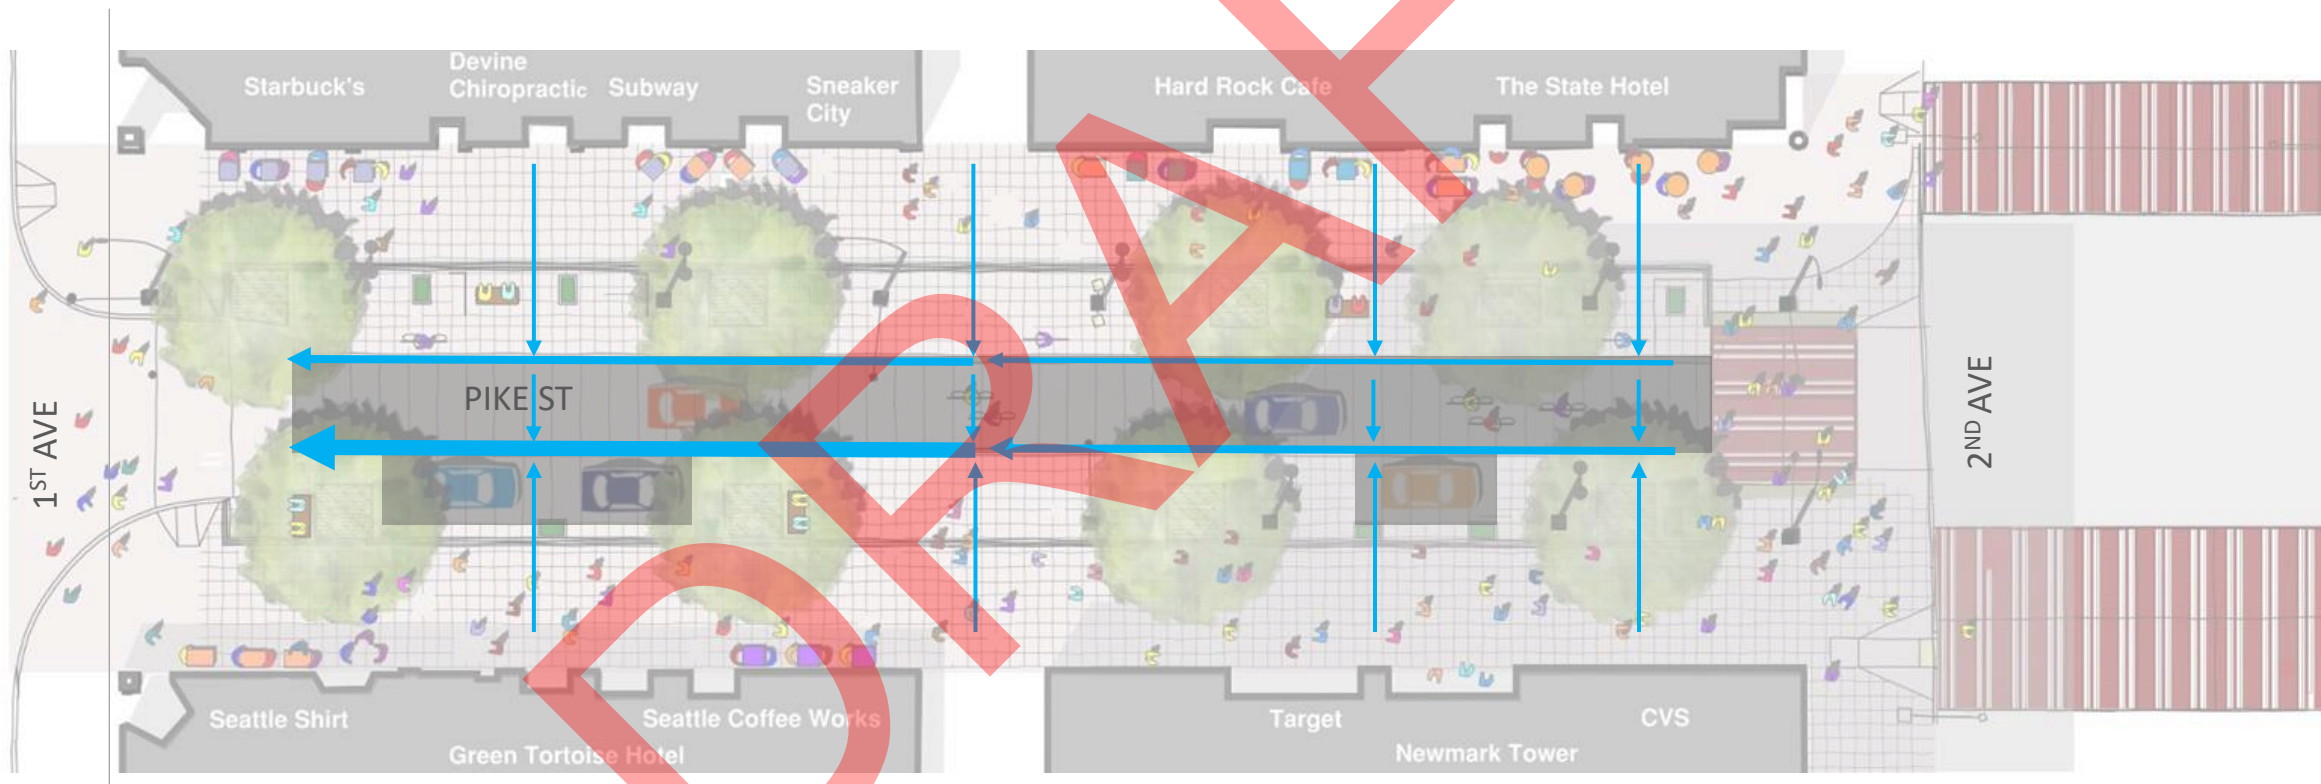 Starbuck's
Devine
Chiropractic
Subway
Sneaker
City
Hard Rock Cafe
The State Hotel
PIKE ST
1ST AVE
2ND AVE
Seattle Shirt
Green Tortoise Hotel
Seattle Coffee Works
Target
Newmark Tower
CVS
DRAFT